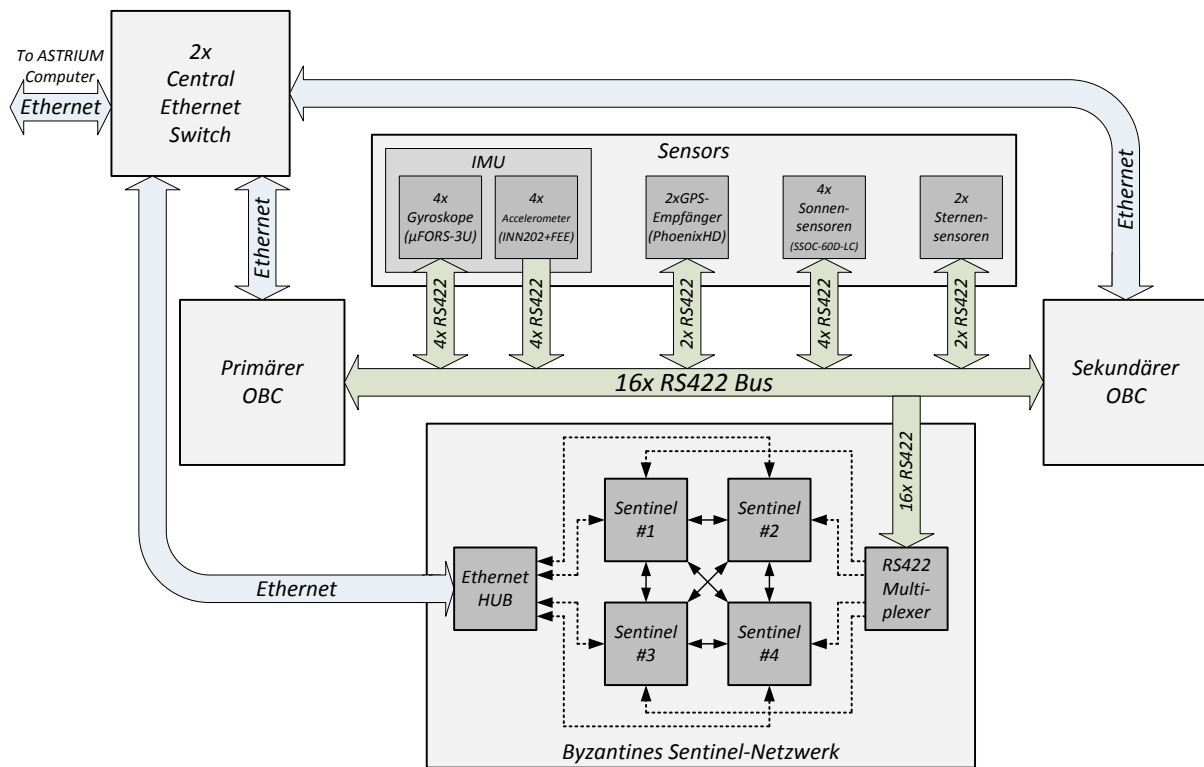 To ASTRIUM
Computer
Ethernet
2x
Central
Ethernet
Switch
Ethernet
Ethernet
Sensors
IMU
4x
Gyroskope
(µFORS-3U)
4x
Accelerometer
(INN202+FEE)
2xGPS-
Empfänger
(PhoenixHD)
4x
Sonnen-
sensoren
(SSOC-60D-LC)
2x
Sternen-
sensoren
4x RS422
4x RS422
2x RS422
4x RS422
2x RS422
Primärer
OBC
16x RS422 Bus
Sekundärer
OBC
16x RS422
Sentinel
#1
Sentinel
#2
Ethernet
HUB
RS422
Multi-
plexer
Ethernet
Sentinel
#3
Sentinel
#4
Byzantines Sentinel-Netzwerk